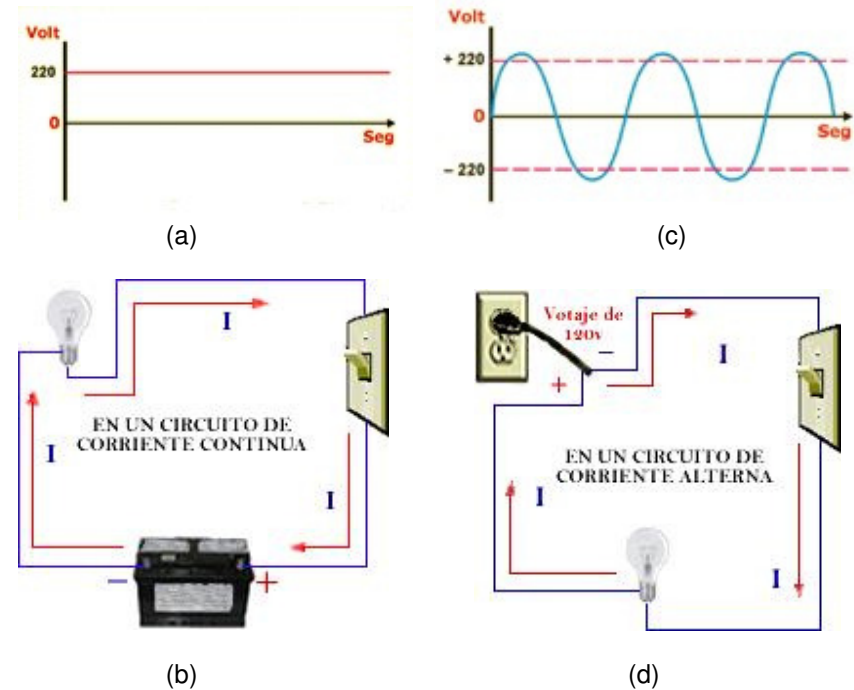 Volt
220
0
Seg
(a)
Volt
+ 220
0
Seg
- 220
(c)
I
EN UN CIRCUITO DE
CORRIENTE CONTINUA
I
I
− +
(b)
Votaje de
120v
−
+
I
EN UN CIRCUITO DE
CORRIENTE ALTERNA
I
I
(d)